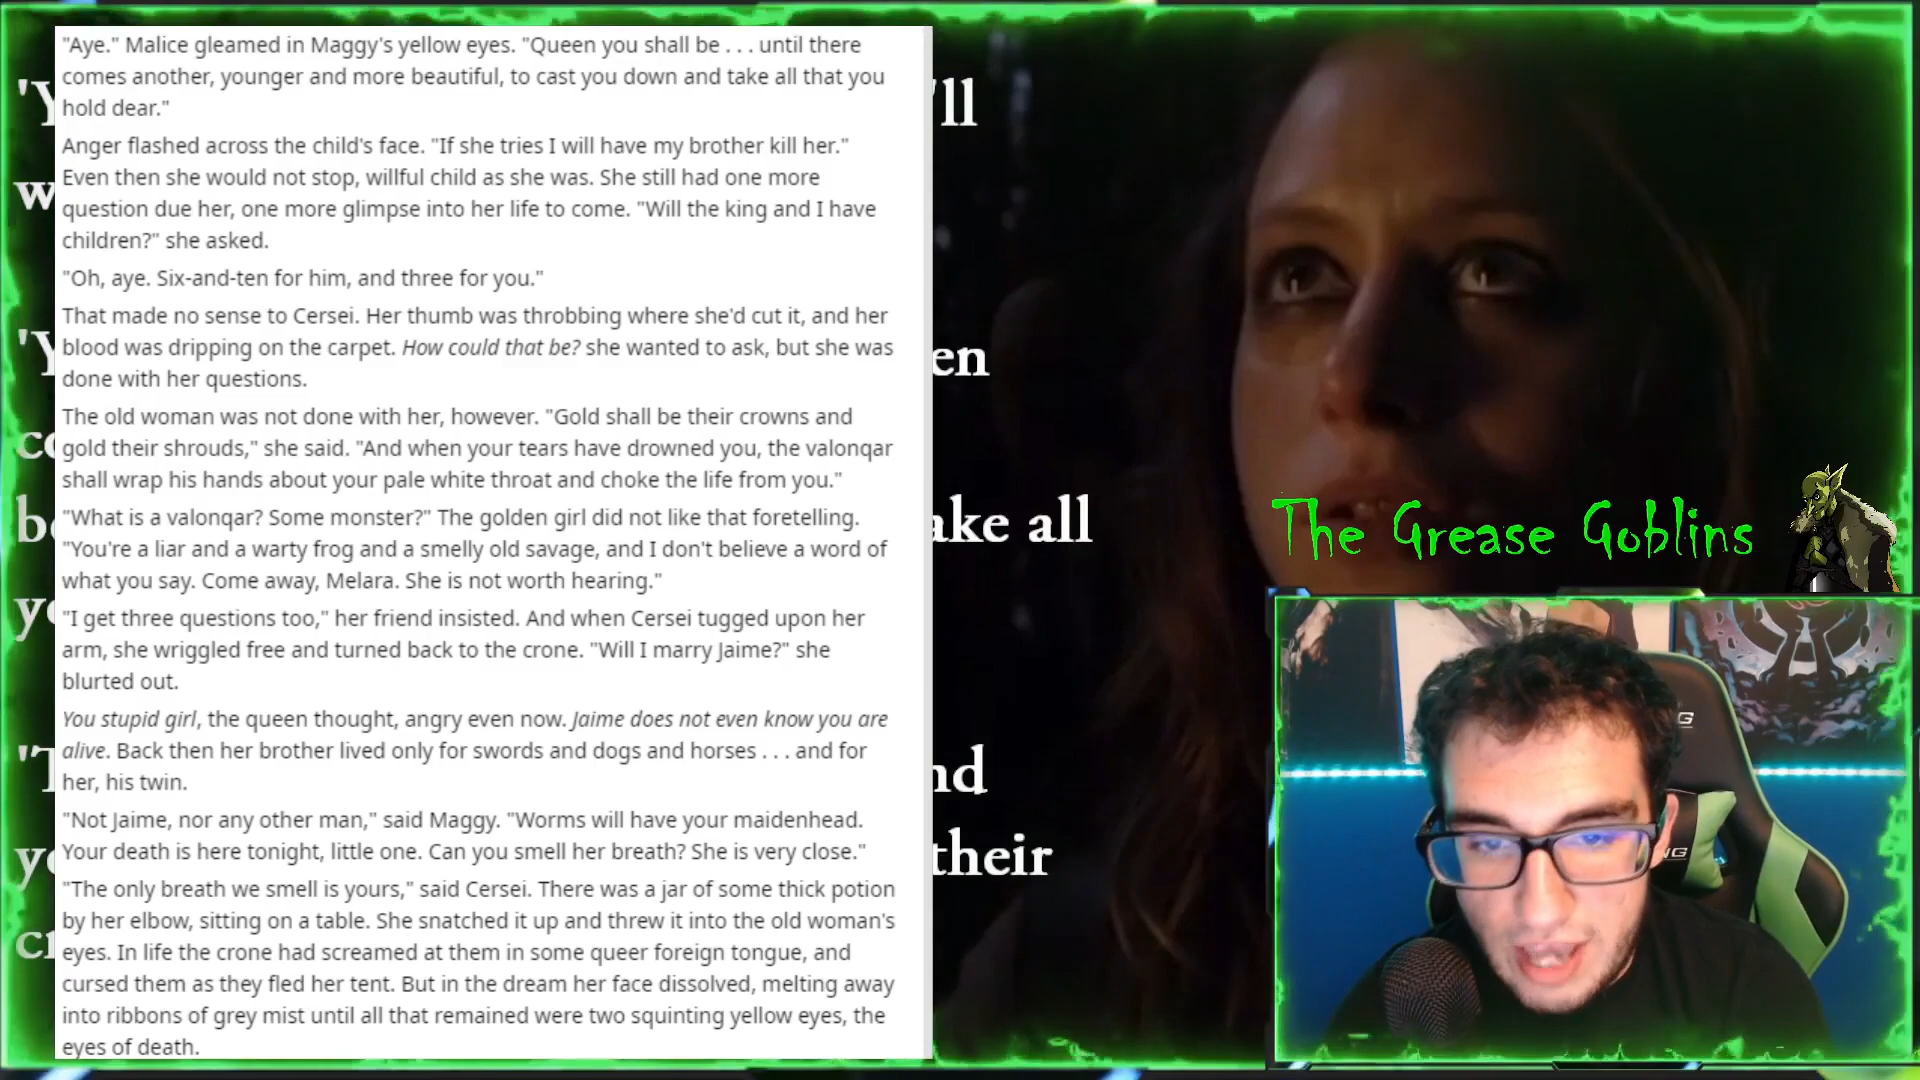 "Aye." Malice gleamed in Maggy's yellow eyes. "Queen you shall be . . . until there
comes another, younger and more beautiful, to cast you down and take all that you
hold dear."
Anger flashed across the child's face. "If she tries I will have my brother kill her."
Even then she would not stop, willful child as she was. She still had one more
question due her, one more glimpse into her life to come. "Will the king and I have
children?" she asked.
"Oh, aye. Six-and-ten for him, and three for you."
That made no sense to Cersei. Her thumb was throbbing where she'd cut it, and her
blood was dripping on the carpet. How could that be? she wanted to ask, but she was
done with her questions.
The old woman was not done with her, however. "Gold shall be their crowns and
gold their shrouds," she said. "And when your tears have drowned you, the valonqar
shall wrap his hands about your pale white throat and choke the life from you."
"What is a valonqar? Some monster?" The golden girl did not like that foretelling.
"You're a liar and a warty frog and a smelly old savage, and I don't believe a word of
what you say. Come away, Melara. She is not worth hearing."
"I get three questions too," her friend insisted. And when Cersei tugged upon her
arm, she wriggled free and turned back to the crone. "Will I marry Jaime?" she
blurted out.
You stupid girl, the queen thought, angry even now. Jaime does not even know you are
alive. Back then her brother lived only for swords and dogs and horses . . . and for
her, his twin.
"Not Jaime, nor any other man," said Maggy. "Worms will have your maidenhead.
Your death is here tonight, little one. Can you smell her breath? She is very close."
"The only breath we smell is yours," said Cersei. There was a jar of some thick potion
by her elbow, sitting on a table. She snatched it up and threw it into the old woman's
eyes. In life the crone had screamed at them in some queer foreign tongue, and
cursed them as they fled her tent. But in the dream her face dissolved, melting away
into ribbons of grey mist until all that remained were two squinting yellow eyes, the
eyes of death.
'll
en
ake all
nd
their
The Grease Goblins